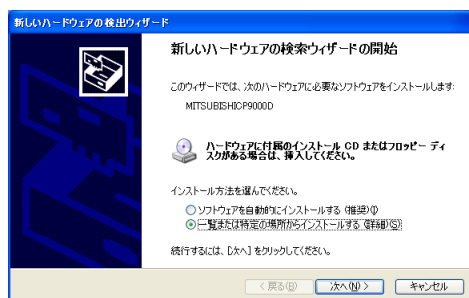 新しいハードウェアの検出ウィザード
新しいハードウェアの検索ウィザードの開始
このウィザードでは、次のハードウェアに必要なソフトウェアをインストールします:
MITSUBISHICP9000D
ハードウェアに付属のインストール CD またはフロッピー ディ
スクがある場合は、挿入してください。
インストール方法を選んでください。
ソフトウェアを自動的にインストールする (推奨)(I)
一覧または特定の場所からインストールする (詳細)(S)
続行するには、[次へ] をクリックしてください。
< 戻る(B) 次へ(N) > キャンセル